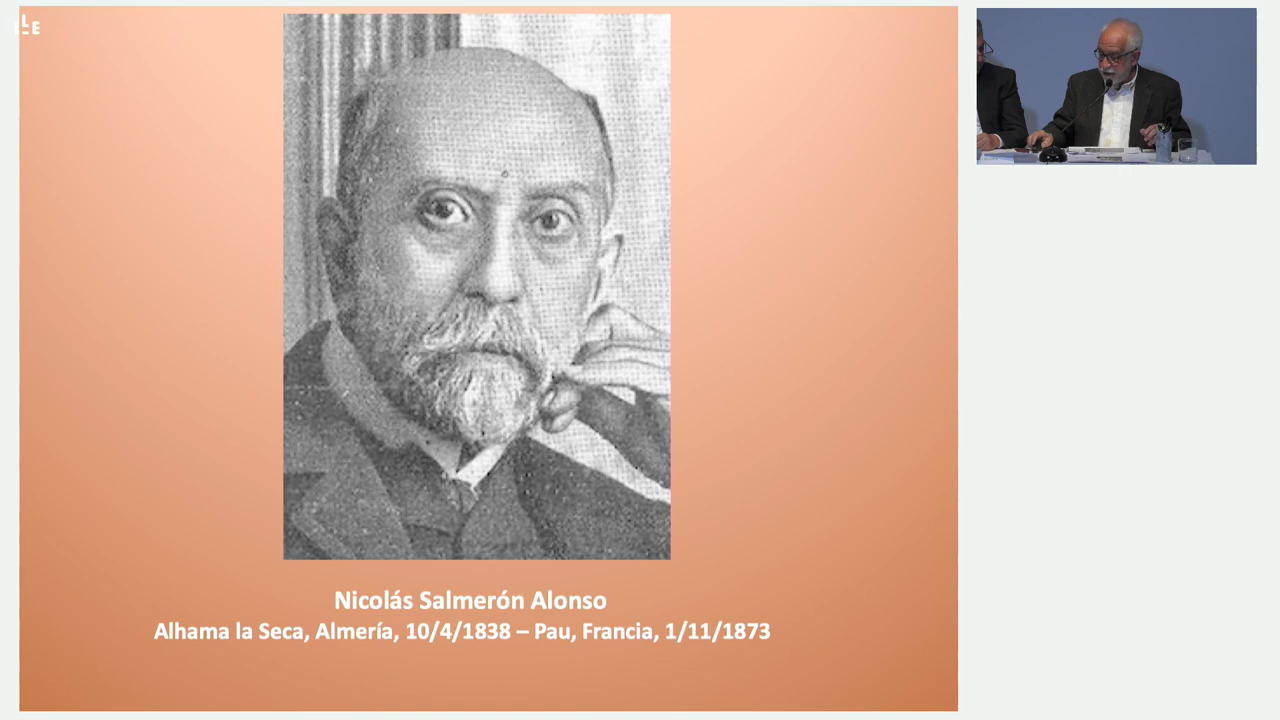 Nicolás Salmerón Alonso
Alhama la Seca, Almería, 10/4/1838 – Pau, Francia, 1/11/1873